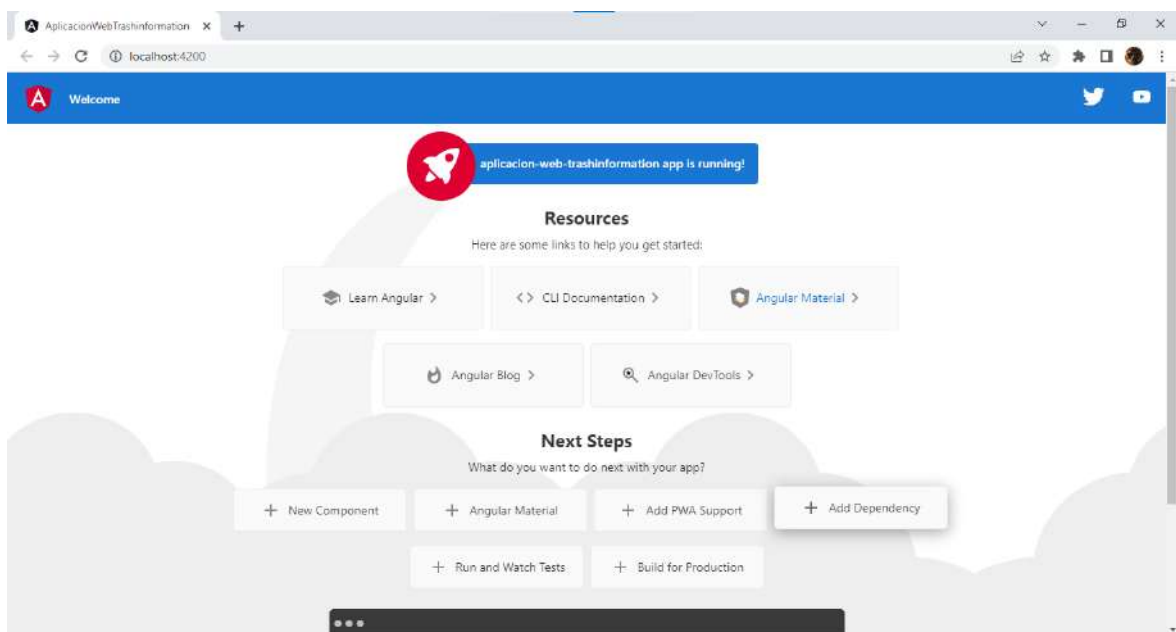 AplicacionWebTrashinformation
localhost:4200
Welcome
aplicacion-web-trashinformation app is running!
Resources
Here are some links to help you get started:
Learn Angular
CLI Documentation
Angular Material
Angular Blog
Angular DevTools
Next Steps
What do you want to do next with your app?
New Component
Angular Material
Add PWA Support
Add Dependency
Run and Watch Tests
Build for Production